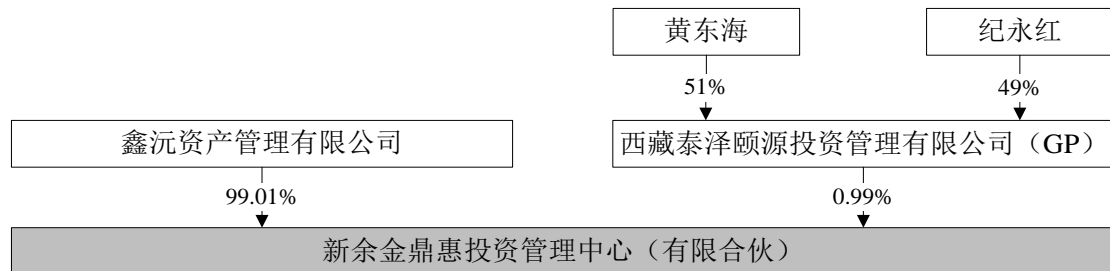 黄东海
纪永红
51%
49%
鑫沅资产管理有限公司
西藏泰泽颐源投资管理有限公司（GP）
99.01%
0.99%
新余金鼎惠投资管理中心（有限合伙）